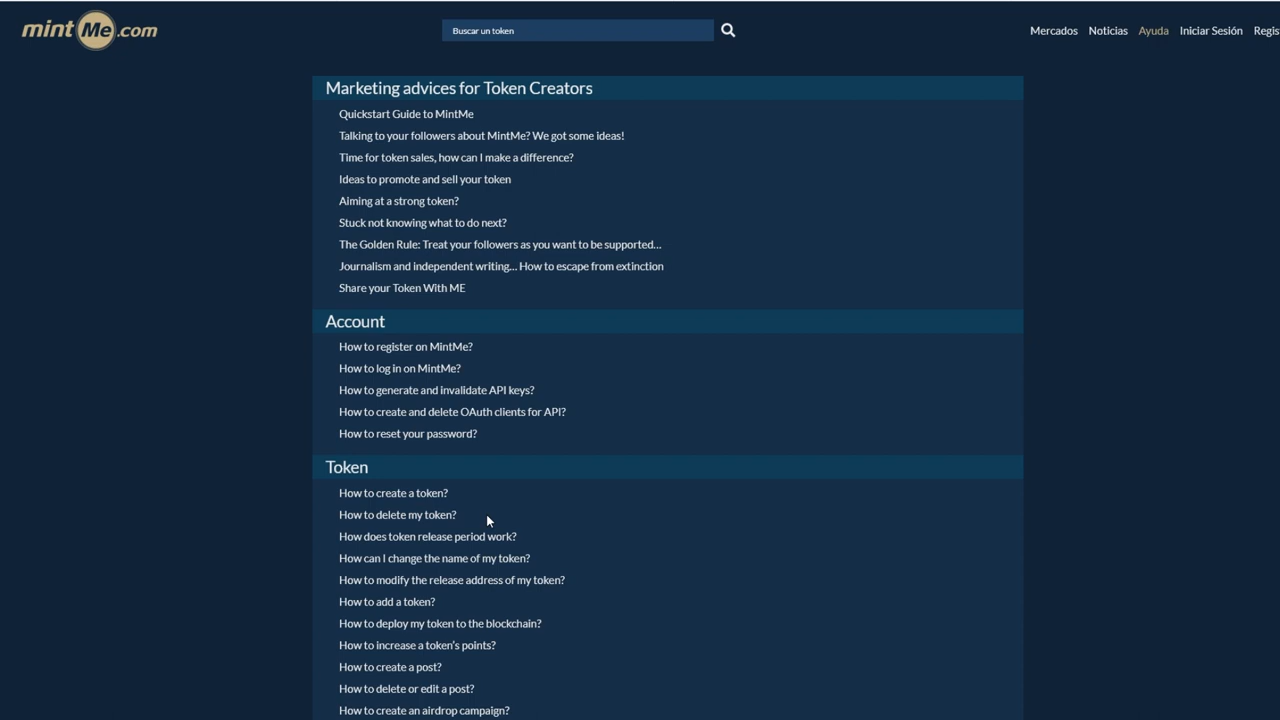 mintMe.com
Buscar un token
Mercados Noticias Ayuda Iniciar Sesión Regis
Marketing advices for Token Creators
Quickstart Guide to MintMe
Talking to your followers about MintMe? We got some ideas!
Time for token sales, how can I make a difference?
Ideas to promote and sell your token
Aiming at a strong token?
Stuck not knowing what to do next?
The Golden Rule: Treat your followers as you want to be supported...
Journalism and independent writing... How to escape from extinction
Share your Token With ME
Account
How to register on MintMe?
How to log in on MintMe?
How to generate and invalidate API keys?
How to create and delete OAuth clients for API?
How to reset your password?
Token
How to create a token?
How to delete my token?
How does token release period work?
How can I change the name of my token?
How to modify the release address of my token?
How to add a token?
How to deploy my token to the blockchain?
How to increase a token's points?
How to create a post?
How to delete or edit a post?
How to create an airdrop campaign?